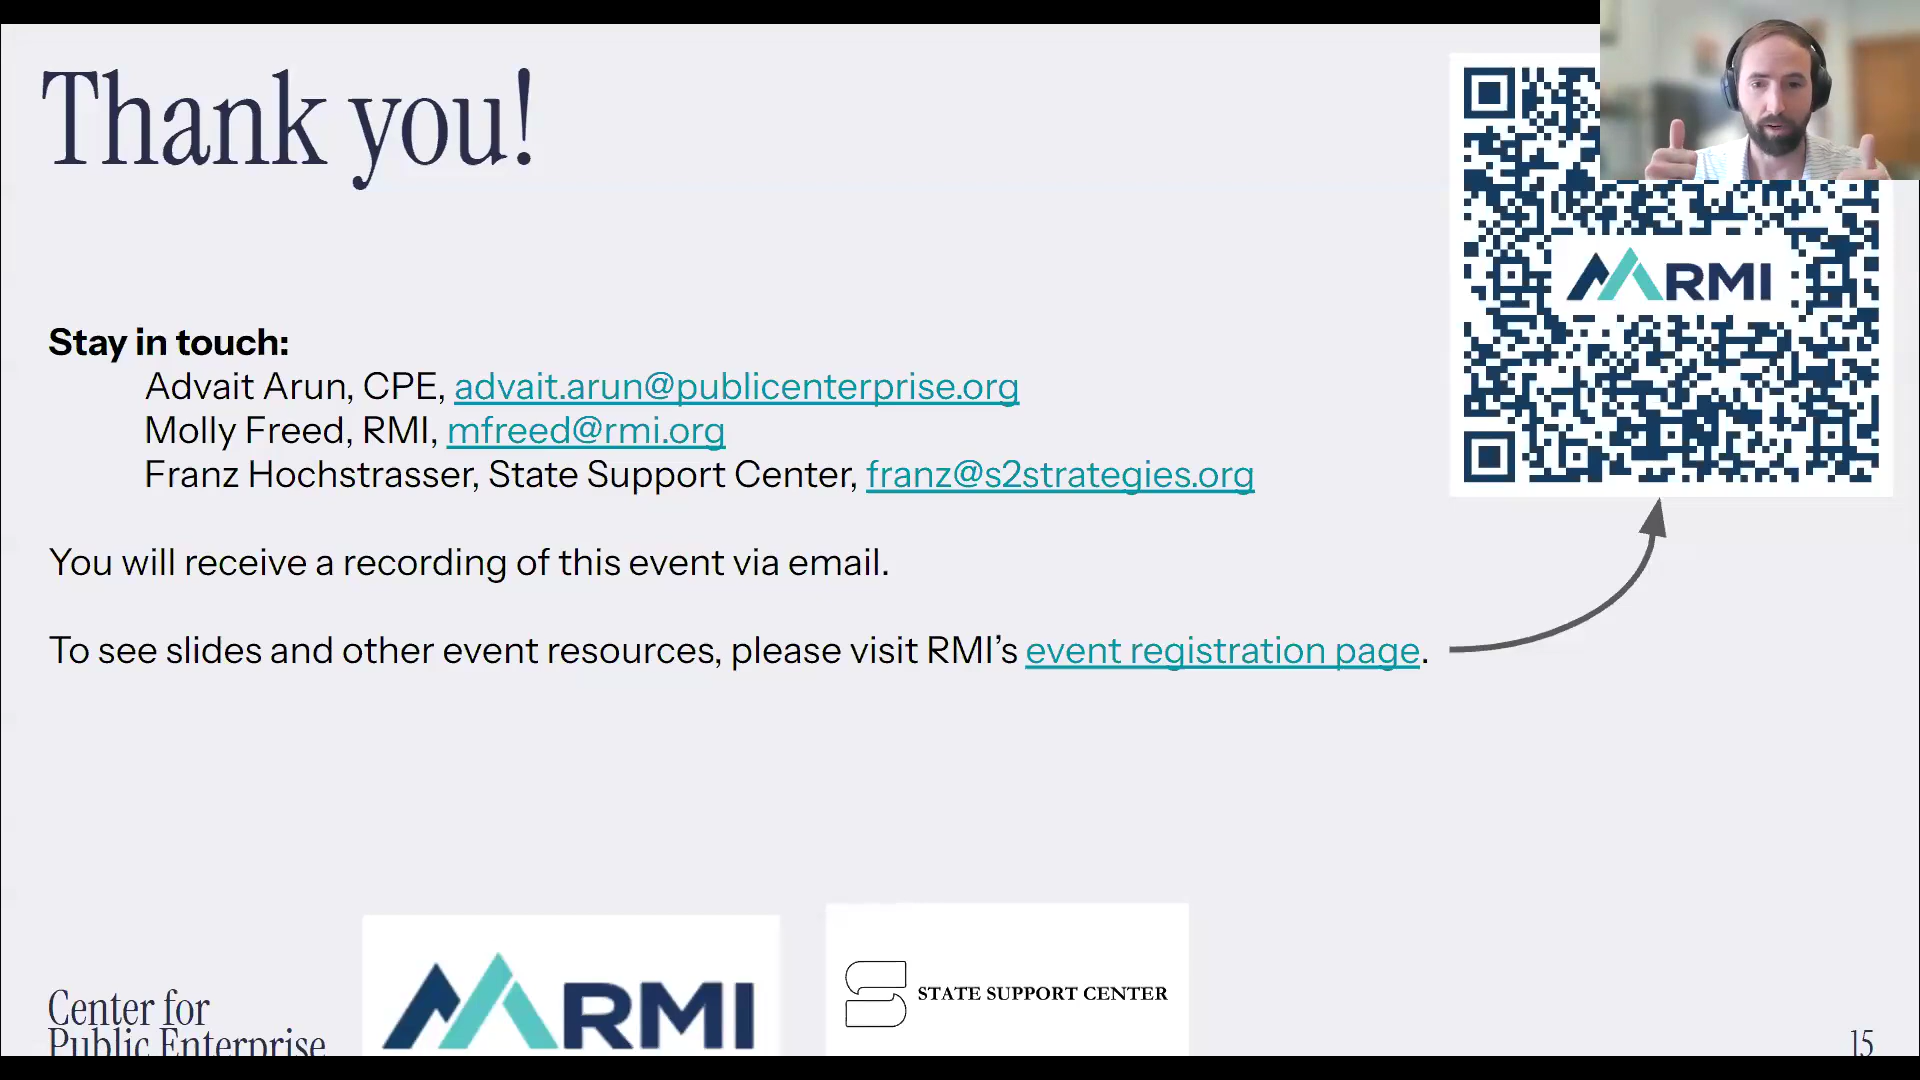 Thank you!
RMI
Stay in touch:
Advait Arun, CPE, advait.arun@publicenterprise.org
Molly Freed, RMI, mfreed@rmi.org
Franz Hochstrasser, State Support Center, franz@s2strategies.org
You will receive a recording of this event via email.
To see slides and other event resources, please visit RMI’s event registration page.
Center for
Public Enterprise
RMI
STATE SUPPORT CENTER
15